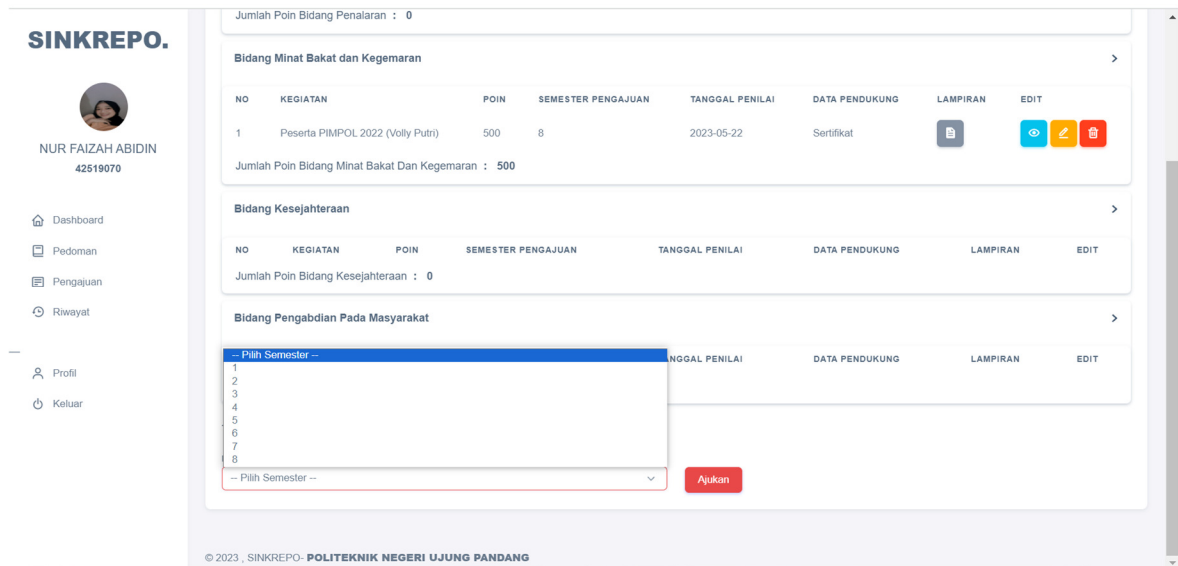 Jumlah Poin Bidang Penalaran : 0
SINKREPO.
NUR FAIZAH ABIDIN
42519070
Dashboard
Pedoman
Pengajuan
Riwayat
Profil
Keluar
Bidang Minat Bakat dan Kegemaran
NO KEGIATAN POIN SEMESTER PENGAJUAN TANGGAL PENILAI DATA PENDUKUNG LAMPIRAN EDIT
1 Peserta PIMPOL 2022 (Volly Putri) 500 8 2023-05-22 Sertifikat
Jumlah Poin Bidang Minat Bakat Dan Kegemaran : 500
Bidang Kesejahteraan
NO KEGIATAN POIN SEMESTER PENGAJUAN TANGGAL PENILAI DATA PENDUKUNG LAMPIRAN EDIT
Jumlah Poin Bidang Kesejahteraan : 0
Bidang Pengabdian Pada Masyarakat
NGGAL PENILAI DATA PENDUKUNG LAMPIRAN EDIT
-- Pilih Semester --
1
2
3
4
5
6
7
8
-- Pilih Semester --
Ajukan
© 2023 , SINKREPO- POLITEKNIK NEGERI UJUNG PANDANG